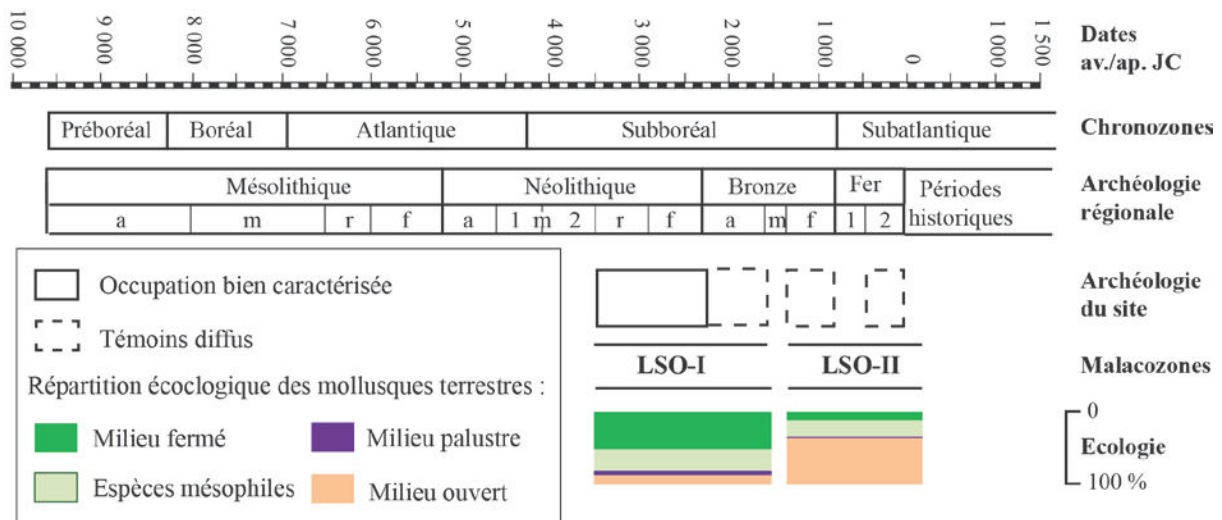 10 000 9 000 8 000 7 000 6 000 5 000 4 000 3 000 2 000 1 000 0 1 000 1 500
Dates
av./ap. JC
Préboréal Boréal Atlantique Subboréal Subatlantique Chronozones
Mésolithique Néolithique Bronze Fer
a m r f a 1 m 2 r f a m f 1 2
Périodes
historiques
Archéologie
régionale
Occupation bien caractérisée
Témoins diffus
Archéologie
du site
LSO-I LSO-II Malacozones
Répartition écoclogique des mollusques terrestres :
Milieu fermé Milieu palustre
Espèces mésophiles Milieu ouvert
0
Ecologie
100 %